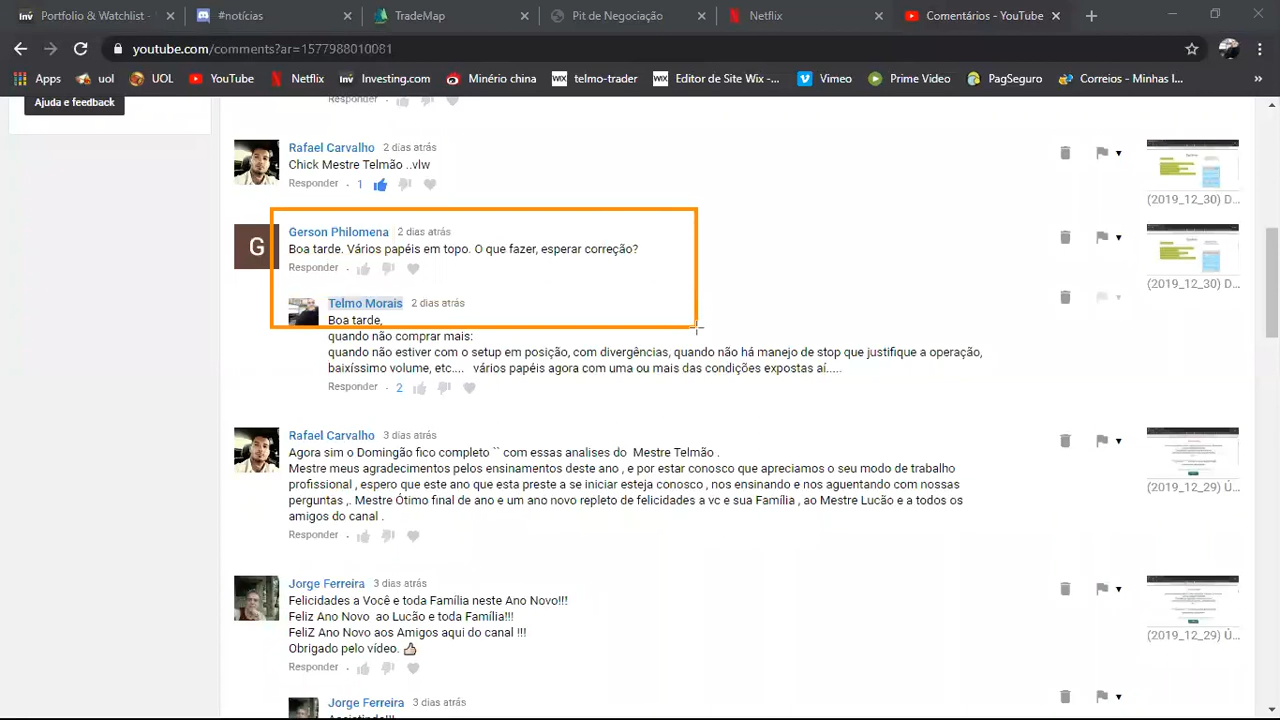 Portfolio & Watchlist -
#notícias
TradeMap
Pit de Negociação
Netflix
Comentários - YouTube
youtube.com/comments?ar=1577988010081
Apps
uol
UOL
YouTube
Netflix
Investing.com
Minério china
telmo-trader
Editor de Site Wix -...
Vimeo
Prime Video
PagSeguro
Correios - Minhas I...
Ajuda e feedback
Responder
Rafael Carvalho 2 dias atrás
Chick Mestre Telmão ..vlw
Responder - 1
(2019_12_30) D...
Gerson Philomena 2 dias atrás
Boa tarde. Vários papéis em topo. O que fazer, esperar correção?
Responder -
(2019_12_30) D...
Telmo Morais 2 dias atrás
Boa tarde,
quando não comprar mais:
quando não estiver com o setup em posição, com divergências, quando não há manejo de stop que justifique a operação,
baixíssimo volume, etc.... vários papéis agora com uma ou mais das condições expostas aí.....
Responder - 2
Rafael Carvalho 3 dias atrás
Agora sim o Domingãããço completo !!! com as analises do Mestre Telmão .
Mestre meus agradecimentos pelos ensinamentos neste ano , e por estar conosco que apreciamos o seu modo de trabalho
profissional , espero que este ano que esta preste a se iniciar esteja conosco , nos ensinando e nos aguentando com nossas
perguntas ,. Mestre Ótimo final de ano e um ano novo repleto de felicidades a vc e sua Família , ao Mestre Lucão e a todos os
amigos do canal .
Responder -
(2019_12_29) Ú...
Jorge Ferreira 3 dias atrás
Felicidades a Você e toda Família neste Ano Novo!!!
Feliz Ano Novo ao Lucão e toda Família !!
FeliZ Ano Novo aos Amigos aqui do canal !!!
Obrigado pelo vídeo.
Responder -
(2019_12_29) Ú...
Jorge Ferreira 3 dias atrás
Assistindo!!!